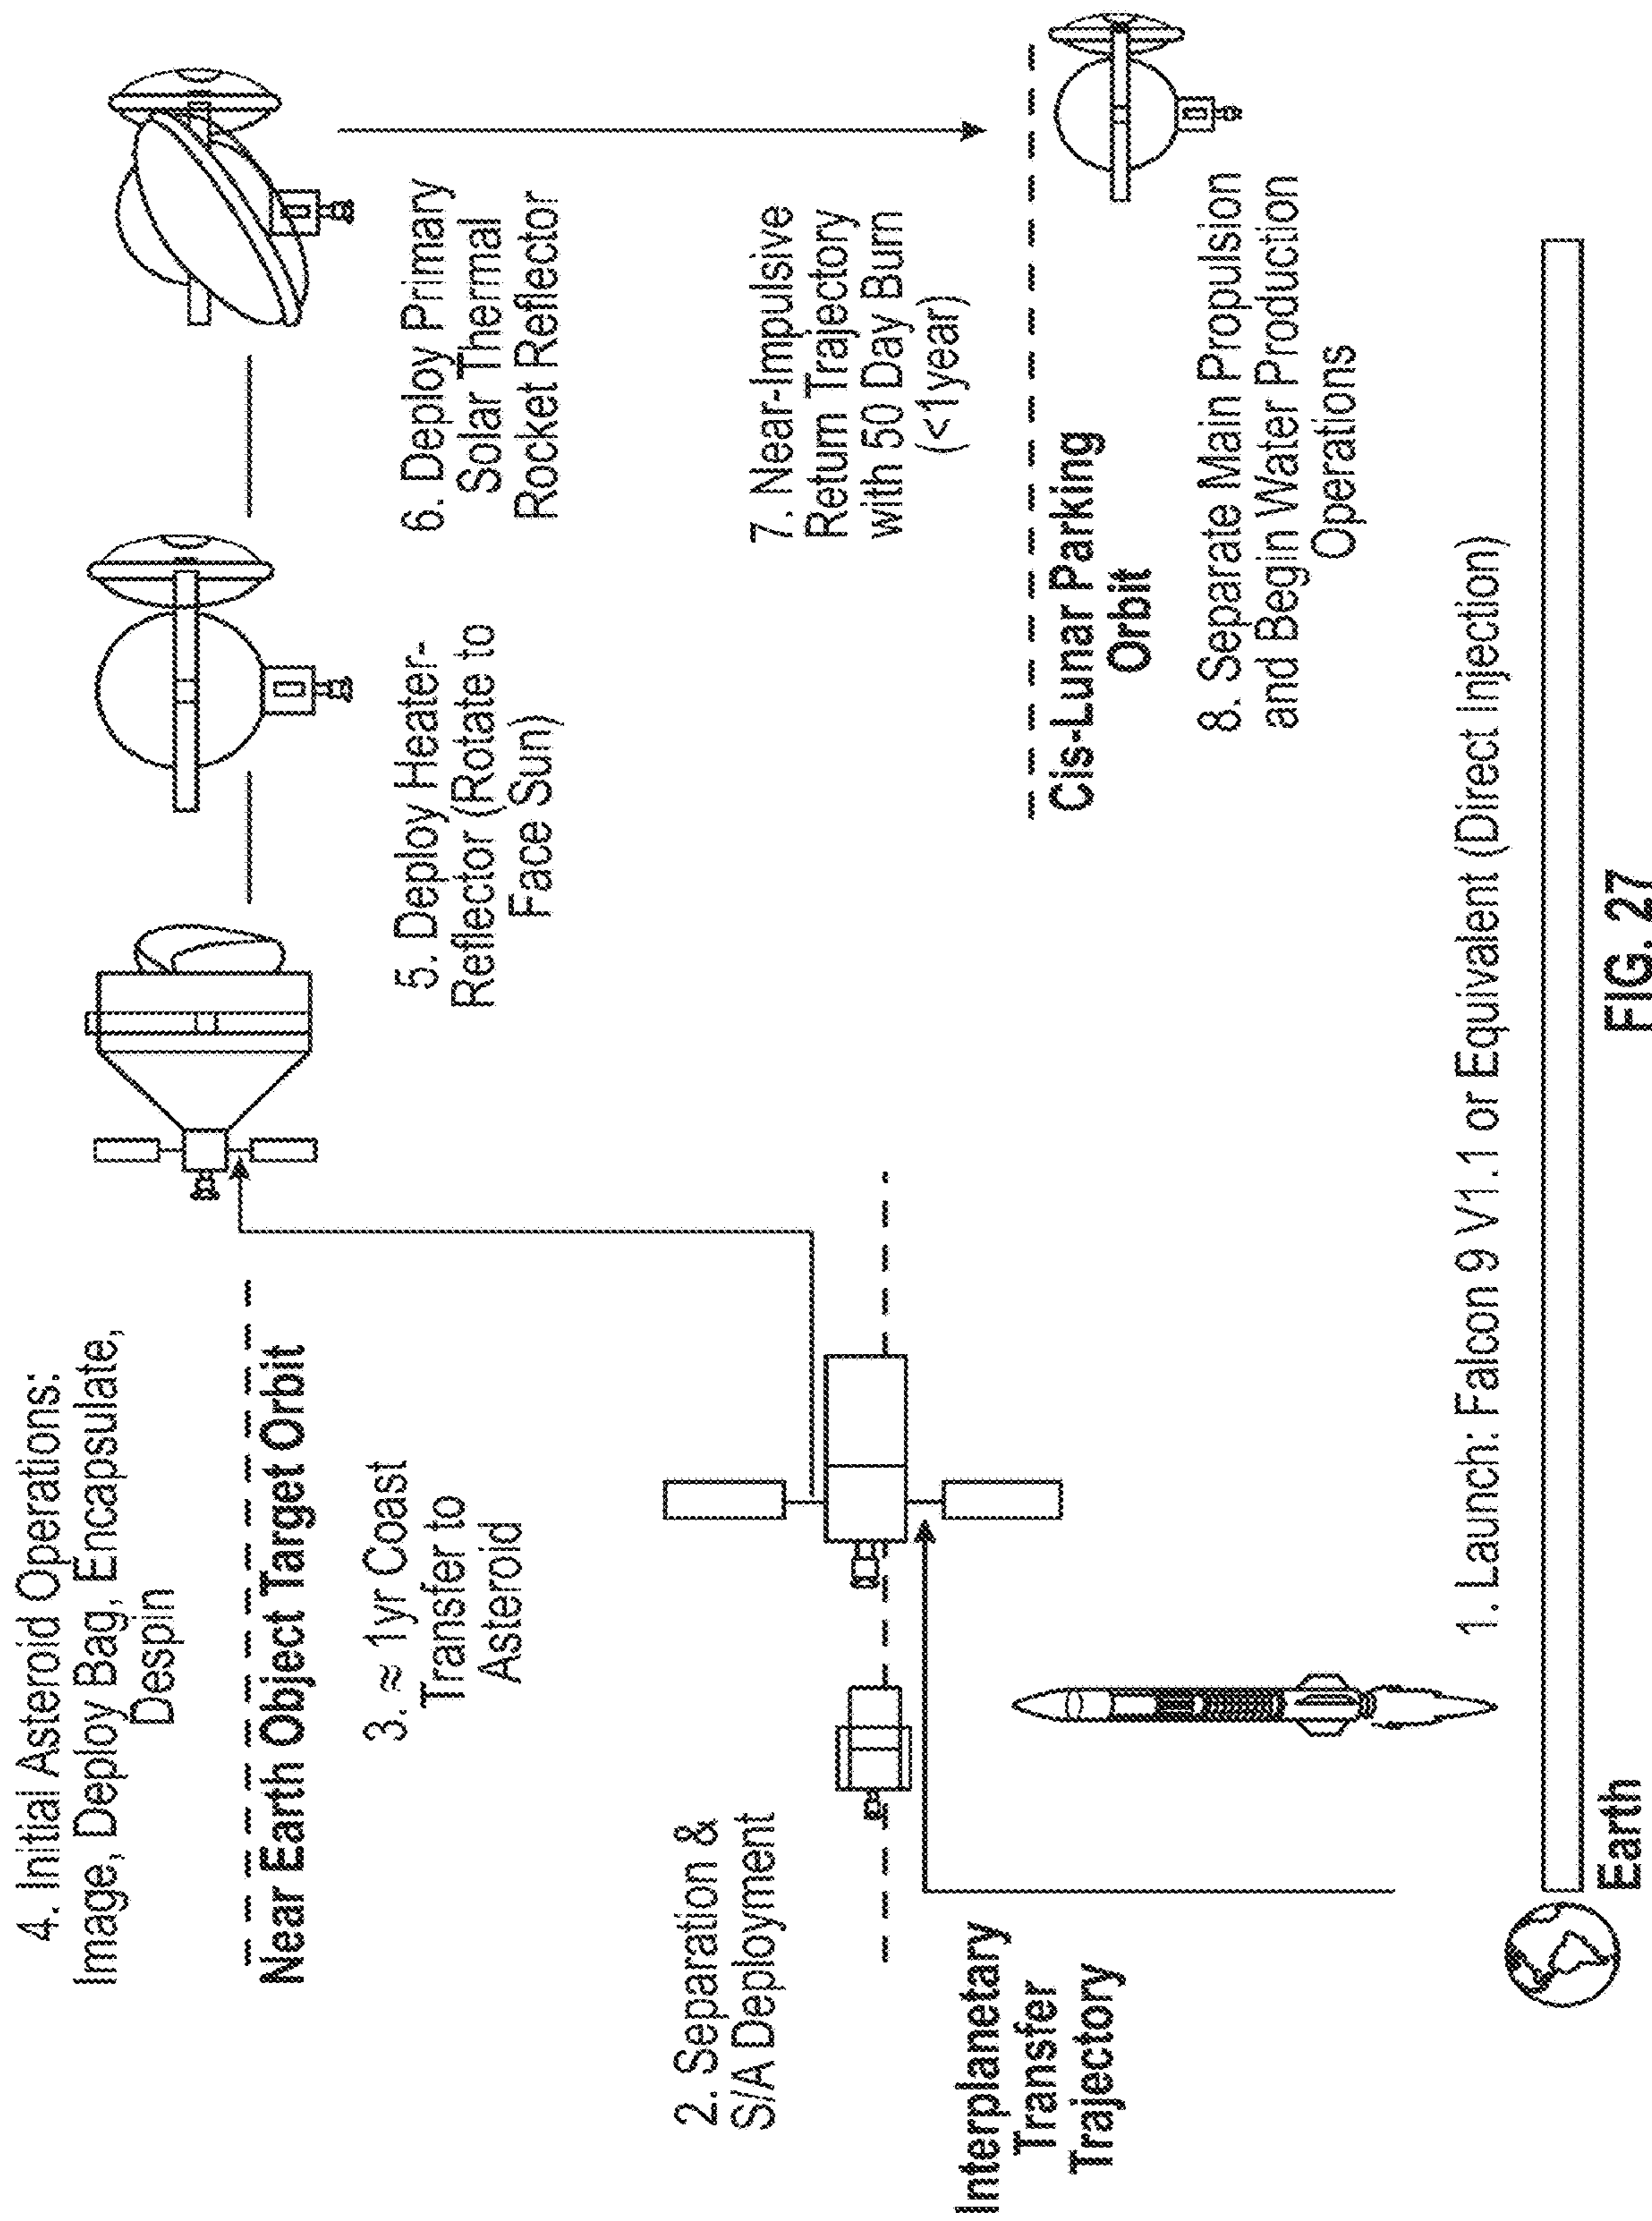 4. Initial Asteroid Operations:
Image, Deploy Bag, Encapsulate,
Despin
Near Earth Object Target Orbit
3. ≈ 1yr Coast
Transfer to
Asteroid
2. Separation &
S/A Deployment
Interplanetary
Transfer
Trajectory
5. Deploy Heater-
Reflector (Rotate to
Face Sun)
6. Deploy Primary
Solar Thermal
Rocket Reflector
7. Near-Impulsive
Return Trajectory
with 50 Day Burn
(<1year)
Cis-Lunar Parking
Orbit
8. Separate Main Propulsion
and Begin Water Production
Operations
1. Launch: Falcon 9 V1.1 or Equivalent (Direct Injection)
Earth
FIG. 27